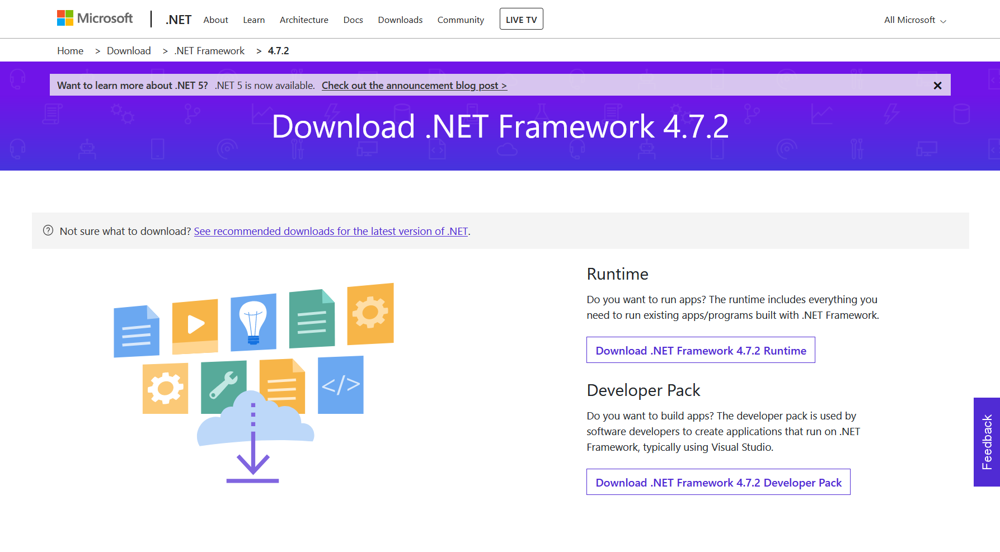 Microsoft .NET About Learn Architecture Docs Downloads Community LIVE TV All Microsoft
Home > Download > .NET Framework > 4.7.2
Want to learn more about .NET 5? .NET 5 is now available. Check out the announcement blog post >
Download .NET Framework 4.7.2
Not sure what to download? See recommended downloads for the latest version of .NET.
Runtime
Do you want to run apps? The runtime includes everything you
need to run existing apps/programs built with .NET Framework.
Download .NET Framework 4.7.2 Runtime
Developer Pack
Do you want to build apps? The developer pack is used by
software developers to create applications that run on .NET
Framework, typically using Visual Studio.
Download .NET Framework 4.7.2 Developer Pack
Feedback